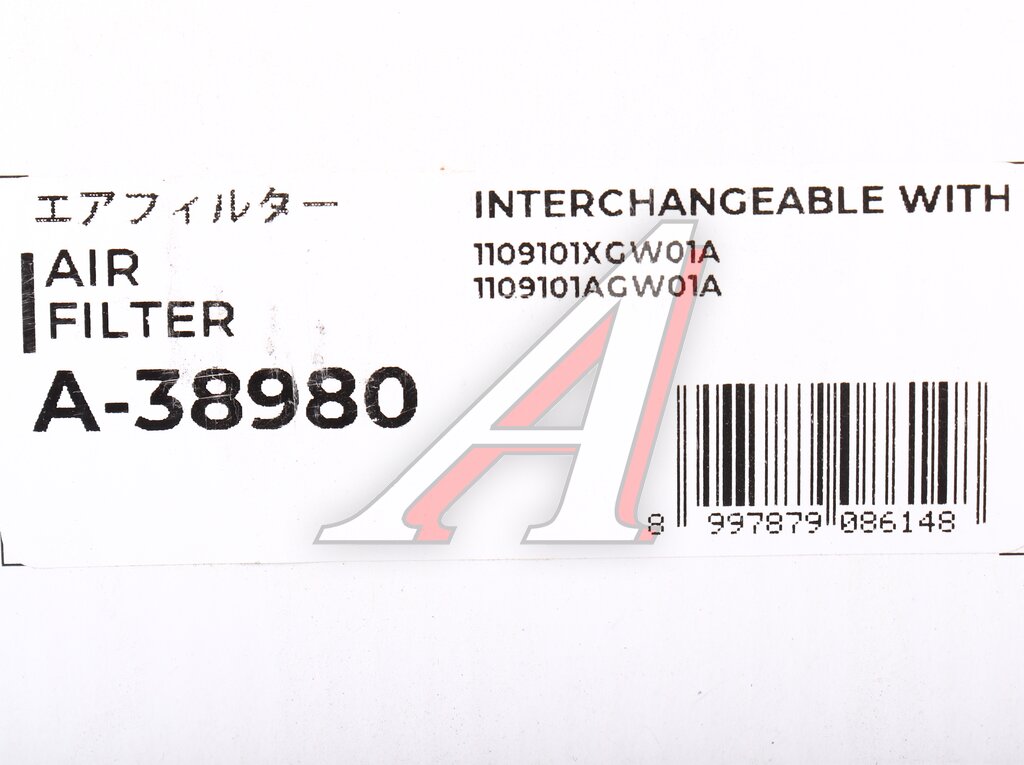 エアフィルター
AIR
FILTER
A-38980
INTERCHANGEABLE WITH
1109101XGW01A
1109101AGW01A
8 997879 086148